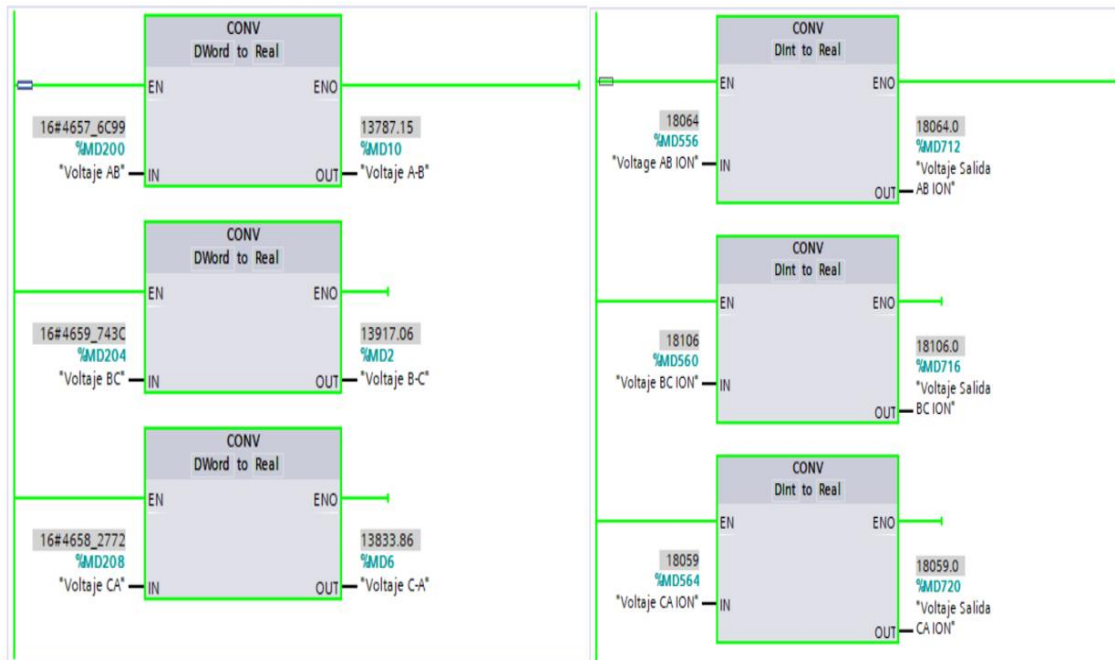 CONV
DWord to Real
EN
ENO
16#4657_6C99
%MD200
"Voltaje AB"
IN
13787.15
%MD10
OUT
"Voltaje A-B"
CONV
DWord to Real
EN
ENO
16#4659_743C
%MD204
"Voltaje BC"
IN
13917.06
%MD2
OUT
"Voltaje B-C"
CONV
DWord to Real
EN
ENO
16#4658_2772
%MD208
"Voltaje CA"
IN
13833.86
%MD6
OUT
"Voltaje C-A"
CONV
DInt to Real
EN
ENO
18064
%MD556
"Voltage AB ION"
IN
18064.0
%MD712
"Voltaje Salida
AB ION"
OUT
CONV
DInt to Real
EN
ENO
18106
%MD560
"Voltaje BC ION"
IN
18106.0
%MD716
"Voltaje Salida
BC ION"
OUT
CONV
DInt to Real
EN
ENO
18059
%MD564
"Voltaje CA ION"
IN
18059.0
%MD720
"Voltaje Salida
CA ION"
OUT